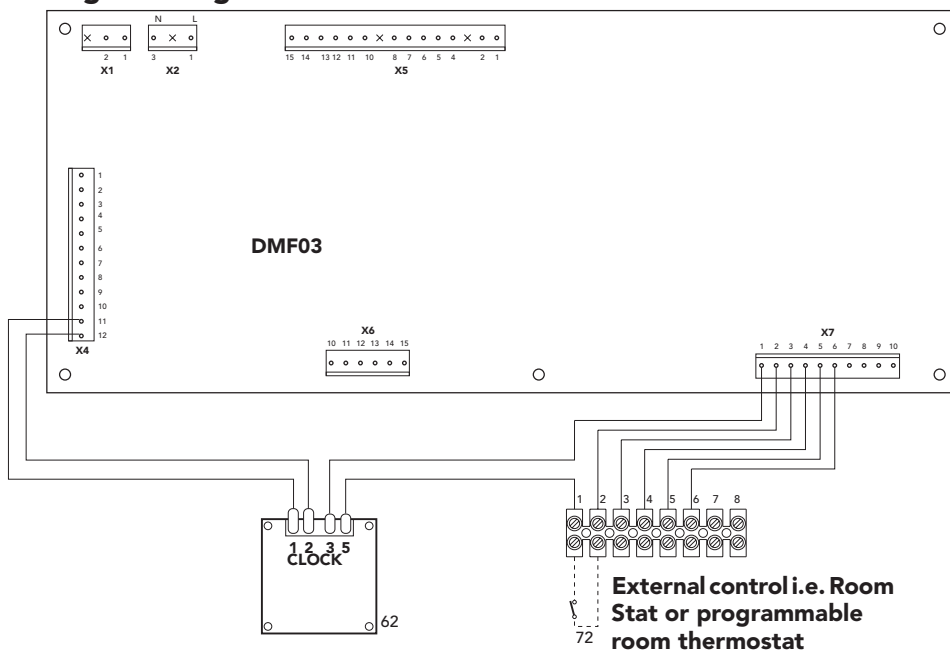 N L
2 1
3 1
X1 X2
15 14 13 12 11 10 8 7 6 5 4 2 1
X5
1
2
3
4
5
6
7
8
9
10
11
12
X4
DMF03
X6
10 11 12 13 14 15
X7
1 2 3 4 5 6 7 8 9 10
1 2 3 5
CLOCK
62
1 2 3 4 5 6 7 8
72
External control i.e. Room
Stat or programmable
room thermostat